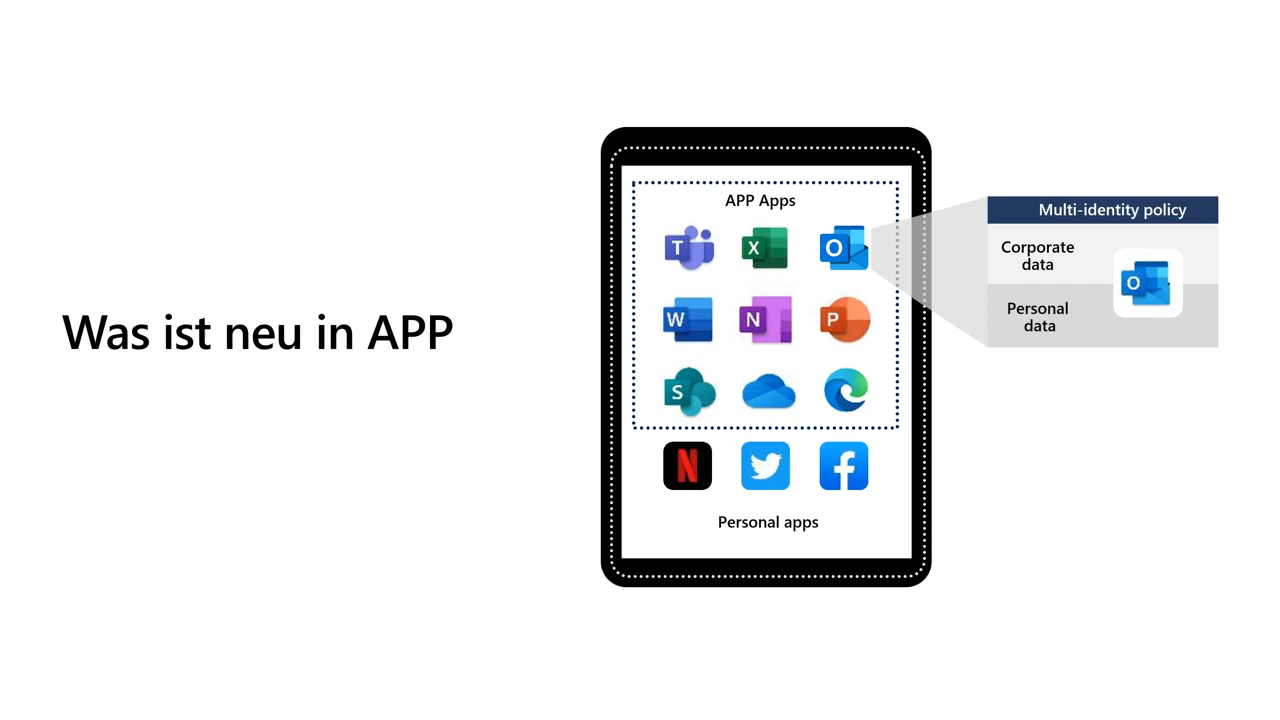 Was ist neu in APP
APP Apps
T
X
O
W
N
P
S
N
Personal apps
Multi-identity policy
Corporate
data
O
Personal
data